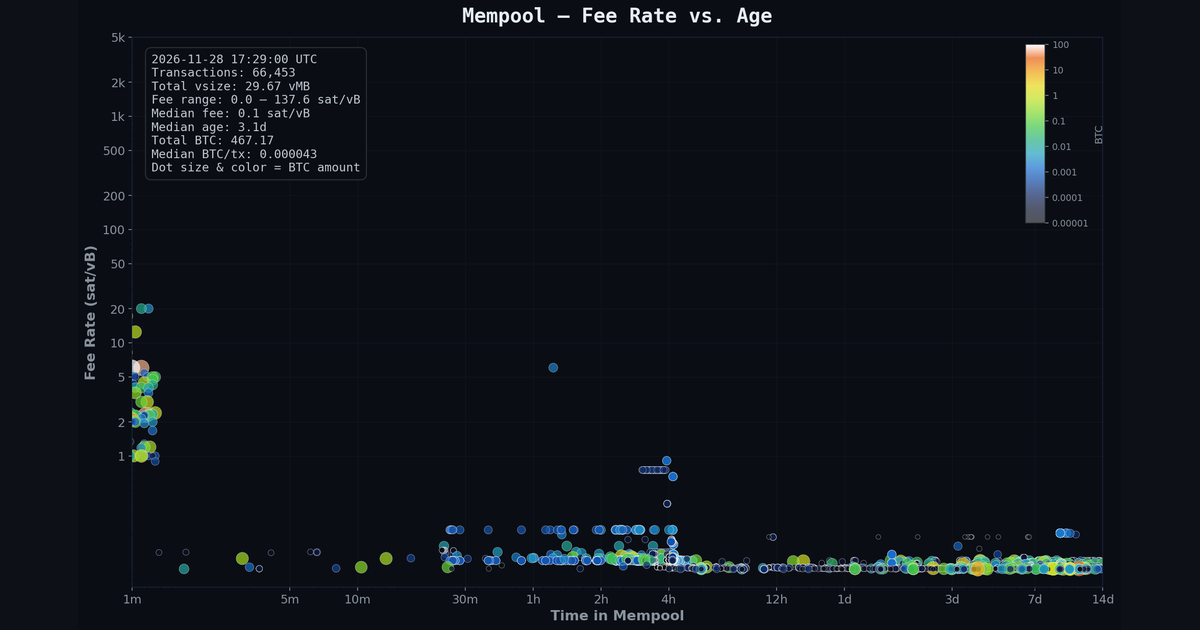 Mempool — Fee Rate vs. Age
5k
2k
1k
500
200
100
50
20
10
5
2
1
Fee Rate (sat/vB)
2026-11-28 17:29:00 UTC
Transactions: 66,453
Total vsize: 29.67 vMB
Fee range: 0.0 — 137.6 sat/vB
Median fee: 0.1 sat/vB
Median age: 3.1d
Total BTC: 467.17
Median BTC/tx: 0.000043
Dot size & color = BTC amount
100
10
1
0.1
0.01
0.001
0.0001
0.00001
BTC
1m
5m
10m
30m
1h
2h
4h
12h
1d
3d
7d
14d
Time in Mempool